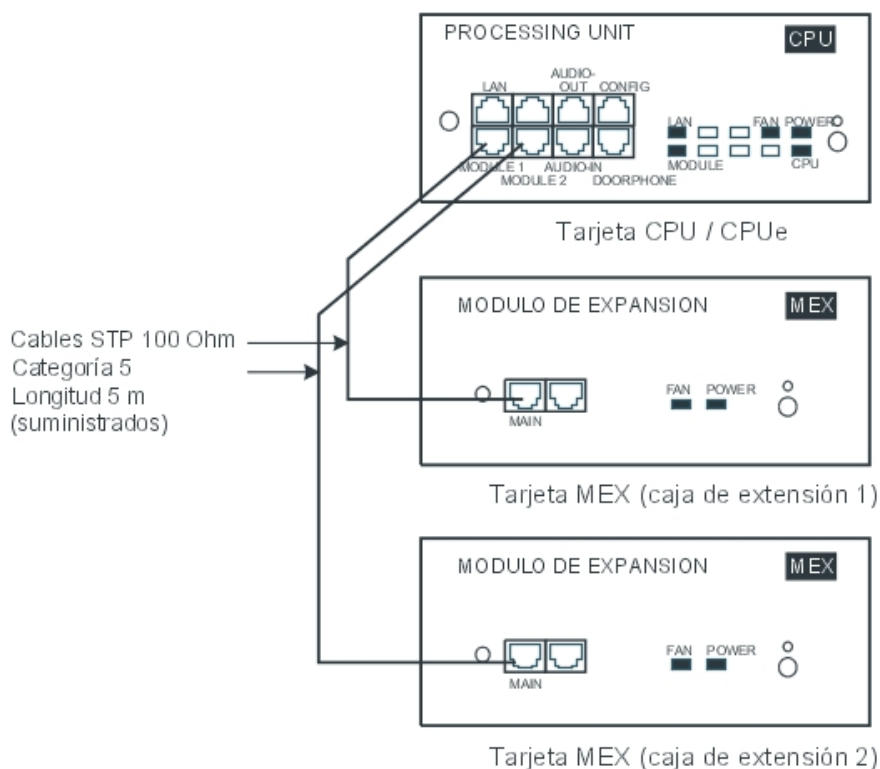 PROCESSING UNIT
CPU
AUDIO-
LAN
OUT
CONFIG
LAN
FAN
POWER
MODULE 1
AUDIO-IN
MODULE 2
DOORPHONE
MODULE
CPU
Tarjeta CPU / CPUe
MODULO DE EXPANSION
MEX
Cables STP 100 Ohm
Categoría 5
Longitud 5 m
(suministrados)
MAIN
FAN
POWER
Tarjeta MEX (caja de extensión 1)
MODULO DE EXPANSION
MEX
MAIN
FAN
POWER
Tarjeta MEX (caja de extensión 2)